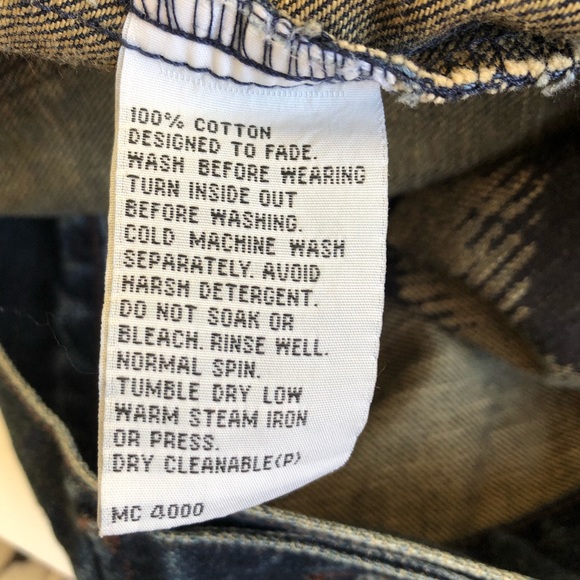 100% COTTON
DESIGNED TO FADE.
WASH BEFORE WEARING
TURN INSIDE OUT
BEFORE WASHING.
COLD MACHINE WASH
SEPARATELY. AVOID
HARSH DETERGENT.
DO NOT SOAK OR
BLEACH. RINSE WELL.
NORMAL SPIN.
TUMBLE DRY LOW
WARM STEAM IRON
OR PRESS.
DRY CLEANABLE(P)
MC 4000